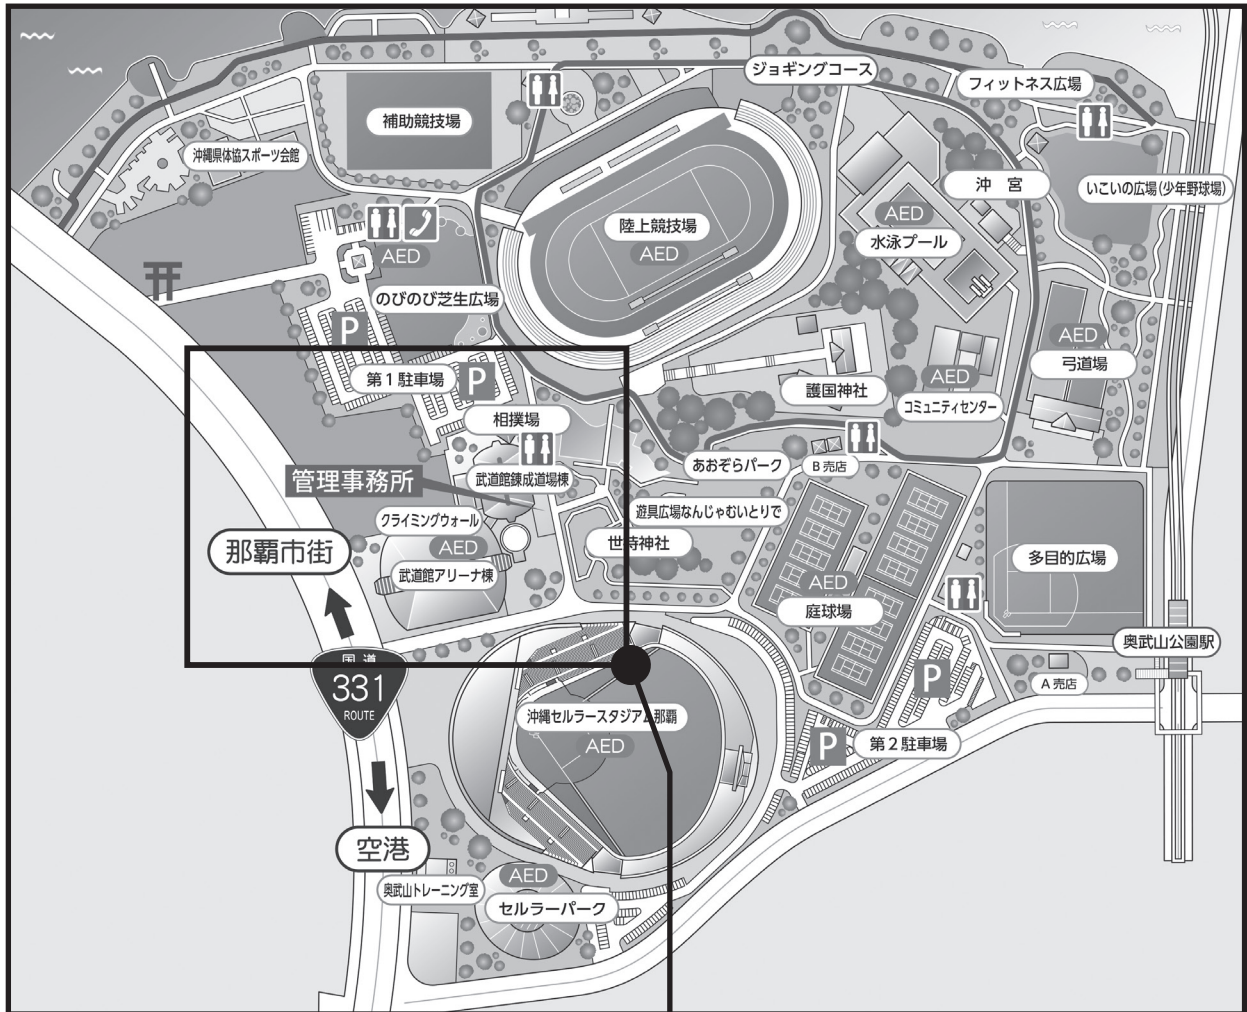 ジョギングコース
フィットネス広場
補助競技場
沖縄県体協スポーツ会館
沖宮
いこいの広場(少年野球場)
AED
水泳プール
陸上競技場
AED
AED
のびのび芝生広場
P
第1駐車場
P
AED
弓道場
護国神社
AED
コミュニティセンター
相撲場
あおぞらパーク
B売店
武道館錬成道場棟
管理事務所
遊具広場なんじゃむいとりで
クライミングウォール
世持神社
那覇市街
AED
武道館アリーナ棟
多目的広場
AED
庭球場
奥武山公園駅
国道
331
ROUTE
A売店
P
沖縄セルラースタジアム那覇
AED
P
第2駐車場
空港
奥武山トレーニング室
AED
セルラーパーク